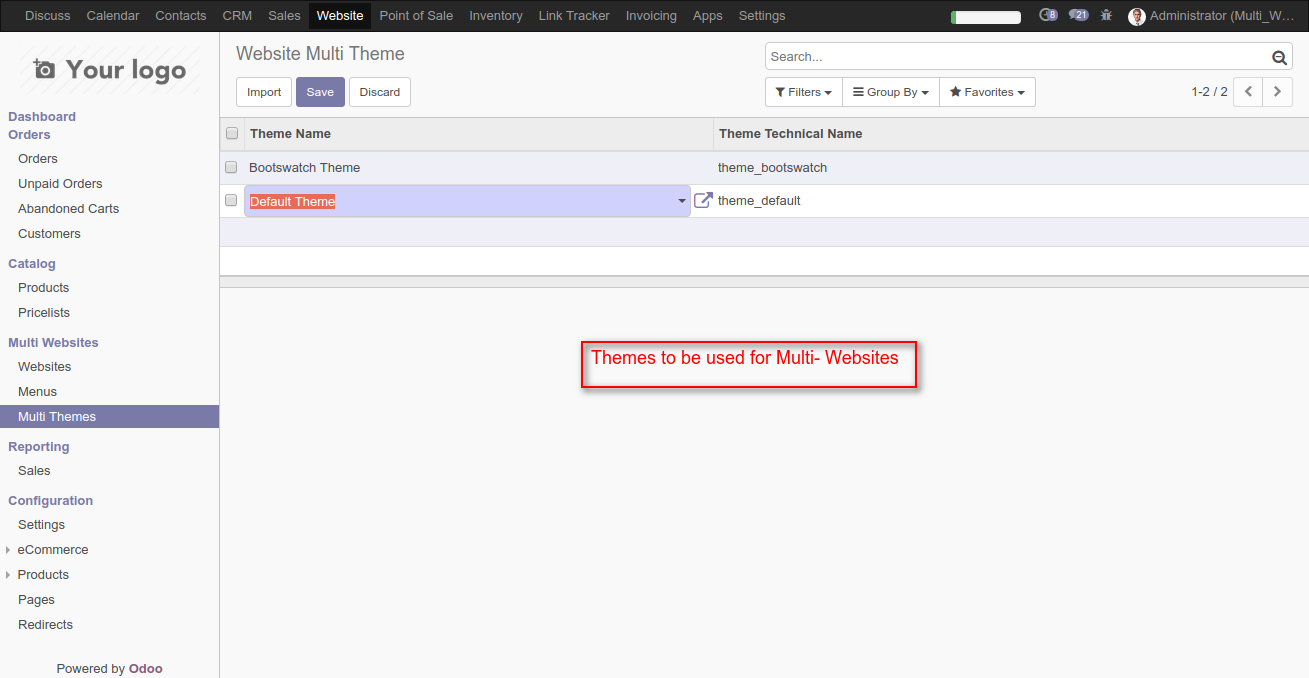 Discuss Calendar Contacts CRM Sales Website Point of Sale Inventory Link Tracker Invoicing Apps Settings 8 21 Administrator (Multi_W...
Your logo
Website Multi Theme
Search...
Import Save Discard
Filters Group By Favorites 1-2 / 2
Dashboard
Orders
Orders
Unpaid Orders
Abandoned Carts
Customers
Catalog
Products
Pricelists
Multi Websites
Websites
Menus
Multi Themes
Reporting
Sales
Configuration
Settings
eCommerce
Products
Pages
Redirects
Powered by Odoo
Theme Name Theme Technical Name
Bootswatch Theme theme_bootswatch
Default Theme theme_default
Themes to be used for Multi- Websites